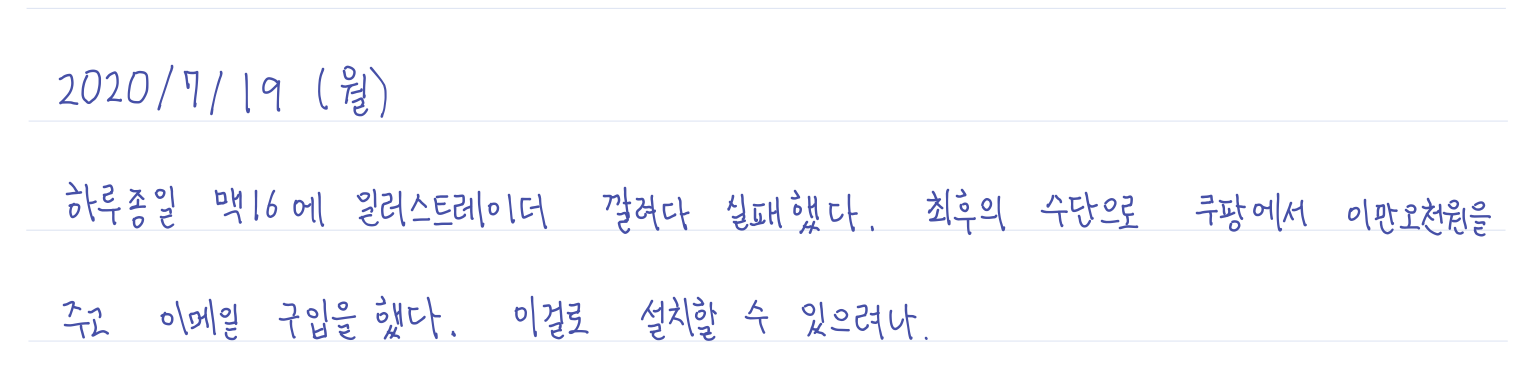 2020/7/19 (월)
하루종일 맥16에 일러스트레이더 깔려다 실패했다. 최후의 수단으로 쿠팡에서 이만오천원을
주고 이메일 구입을 했다. 이걸로 설치할 수 있으려나.